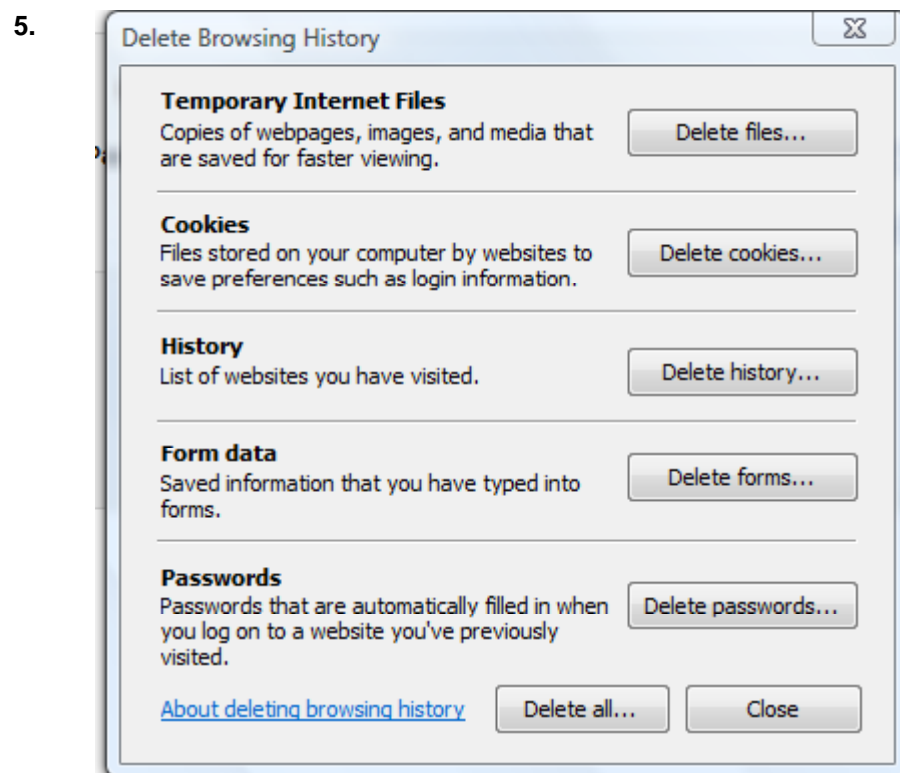 5.
Delete Browsing History
Temporary Internet Files
Copies of webpages, images, and media that
are saved for faster viewing.
Delete files...
Cookies
Files stored on your computer by websites to
save preferences such as login information.
Delete cookies...
History
List of websites you have visited.
Delete history...
Form data
Saved information that you have typed into
forms.
Delete forms...
Passwords
Passwords that are automatically filled in when
you log on to a website you've previously
visited.
Delete passwords...
About deleting browsing history
Delete all...
Close